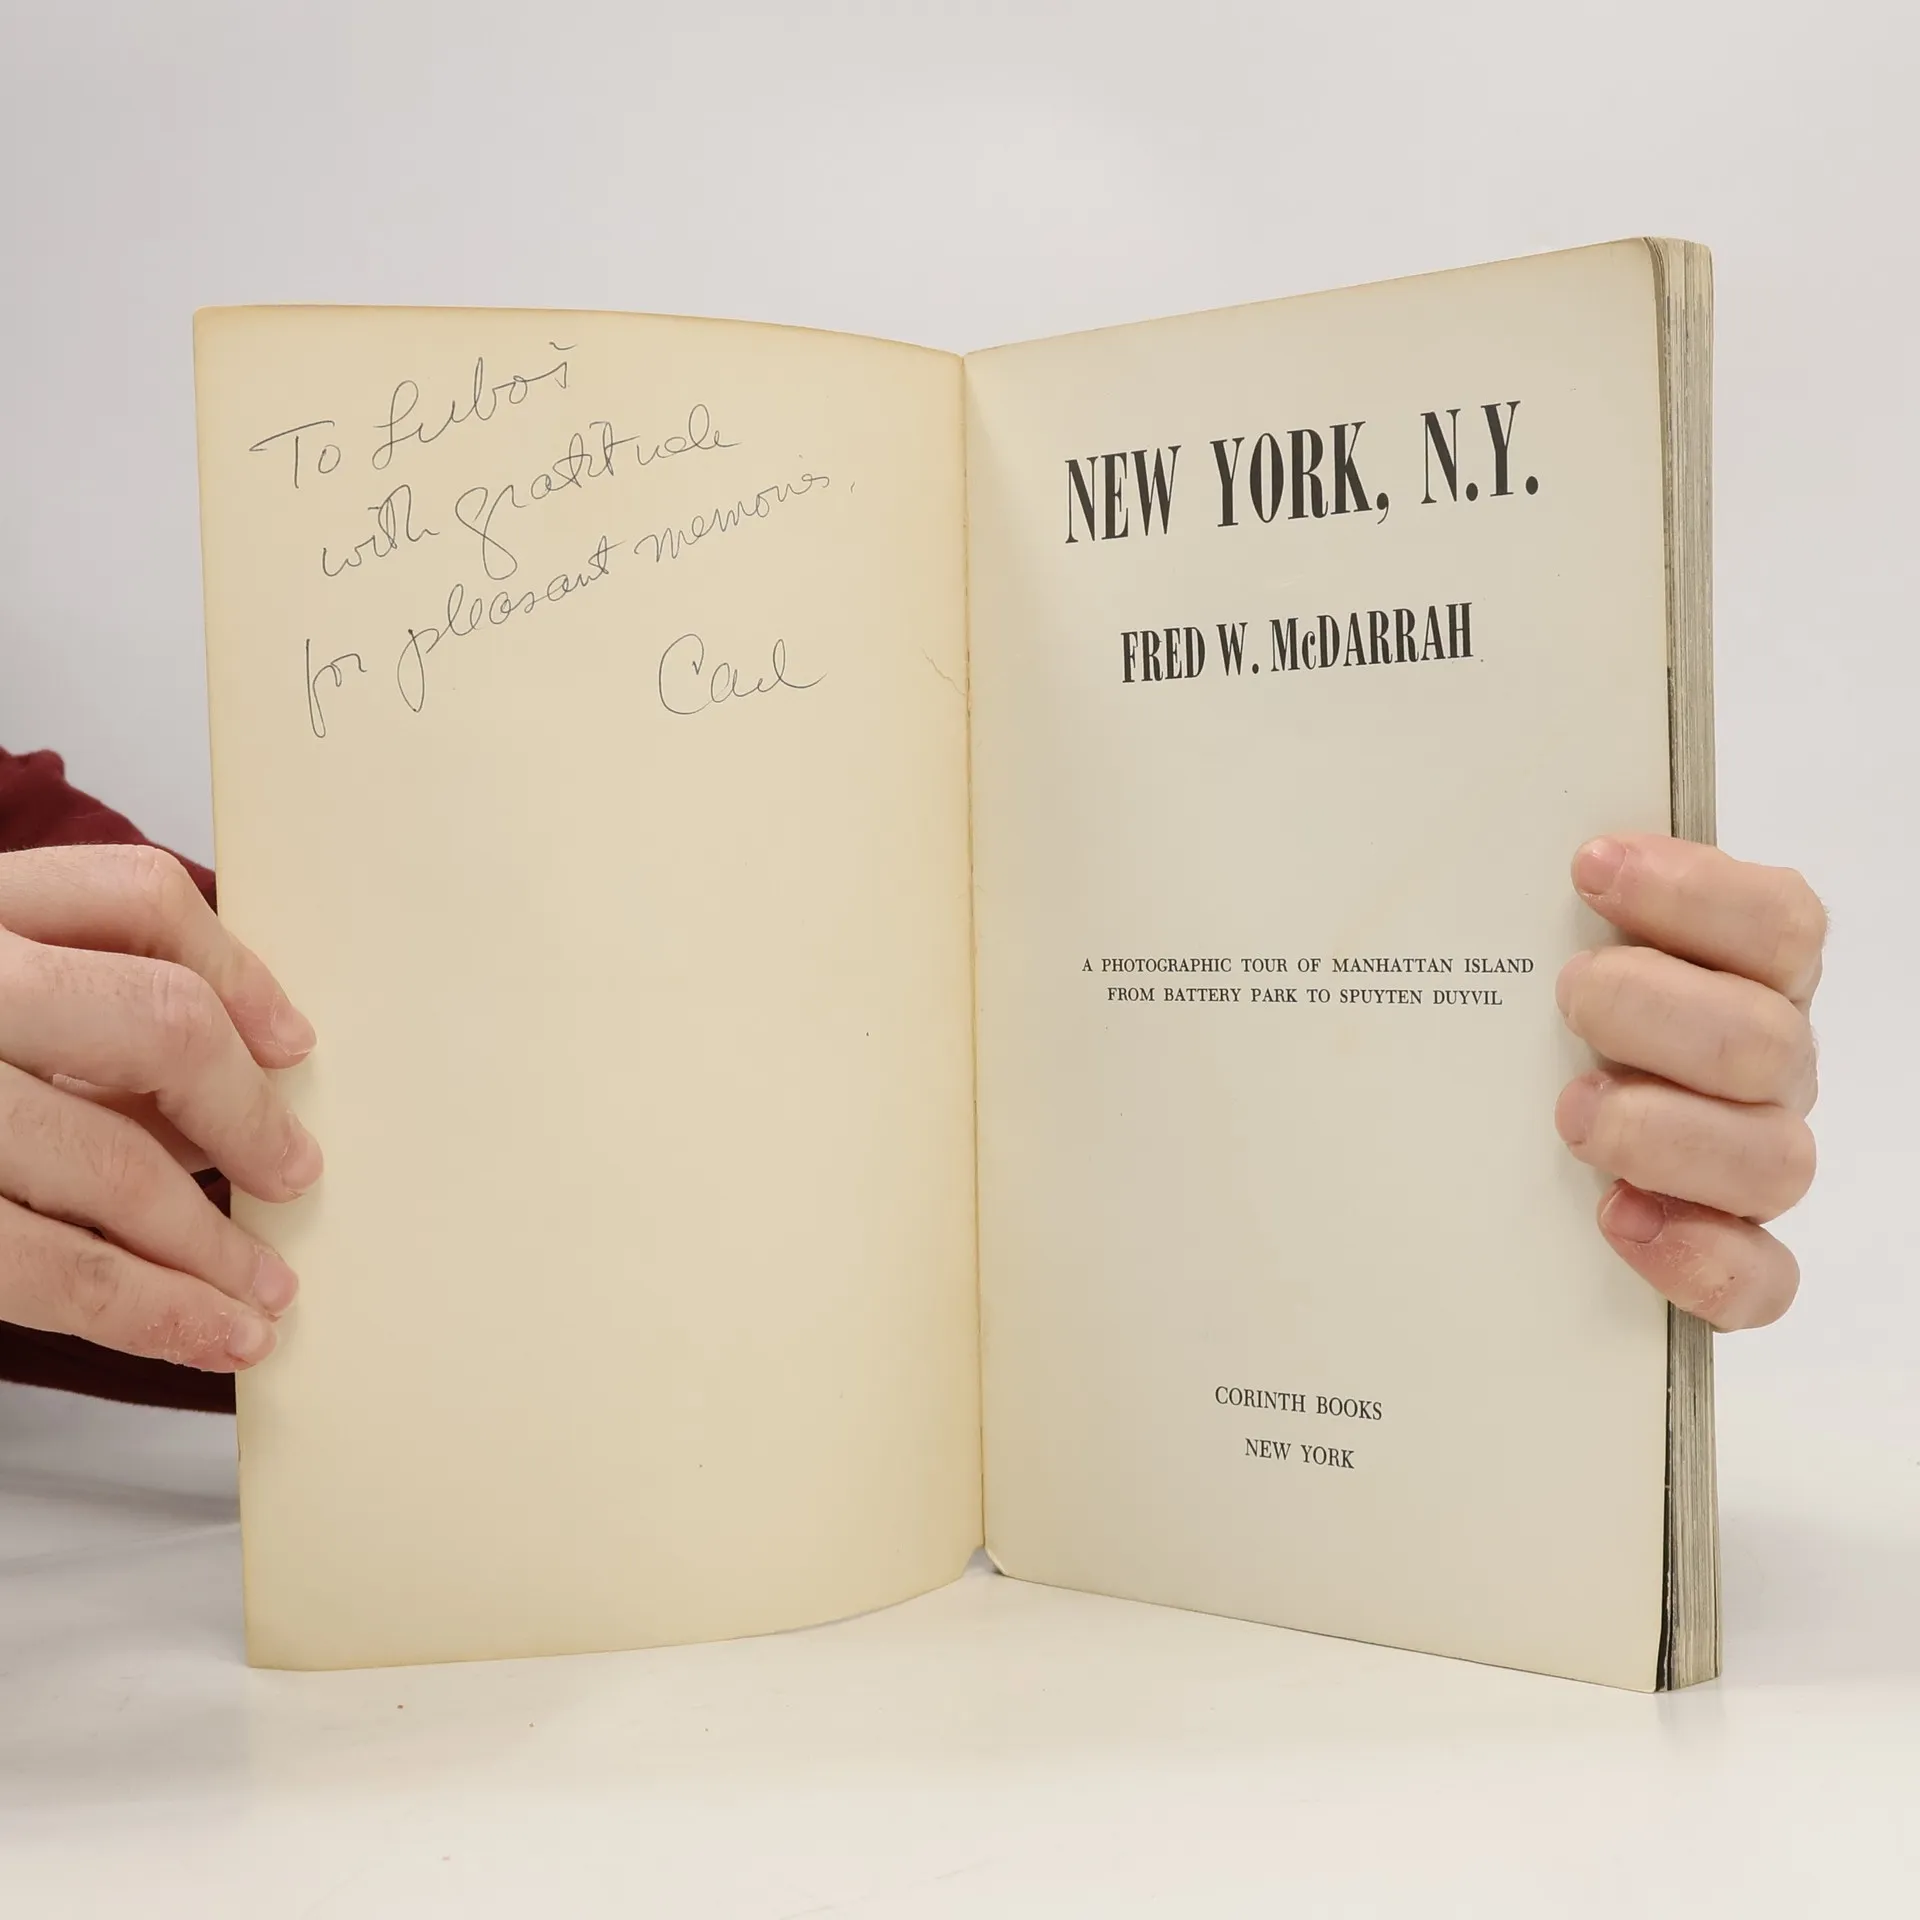 To Luboš
with gratitude
for pleasant memories.
Carl
NEW YORK, N.Y.
FRED W. McDARRAH
A PHOTOGRAPHIC TOUR OF MANHATTAN ISLAND
FROM BATTERY PARK TO SPUYTEN DUYVIL
CORINTH BOOKS
NEW YORK